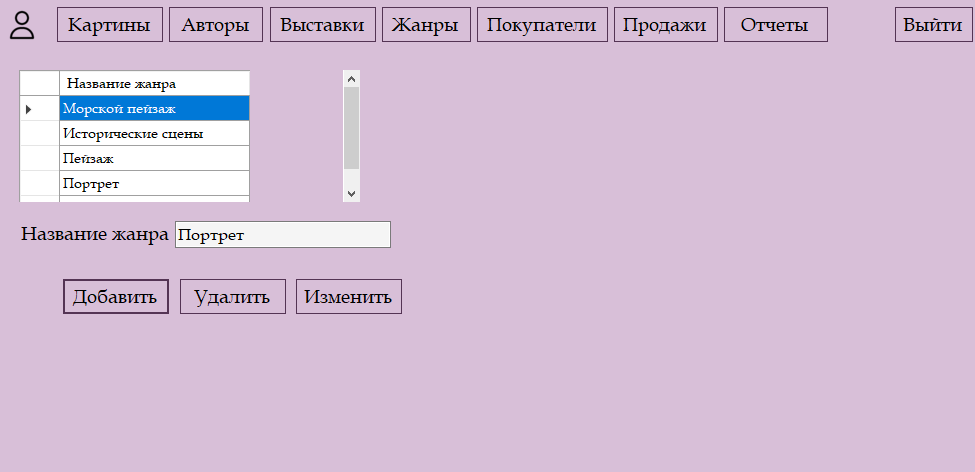 Картины Авторы Выставки Жанры Покупатели Продажи Отчеты Выйти
Название жанра
Морской пейзаж
Исторические сцены
Пейзаж
Портрет
Название жанра Портрет
Добавить Удалить Изменить